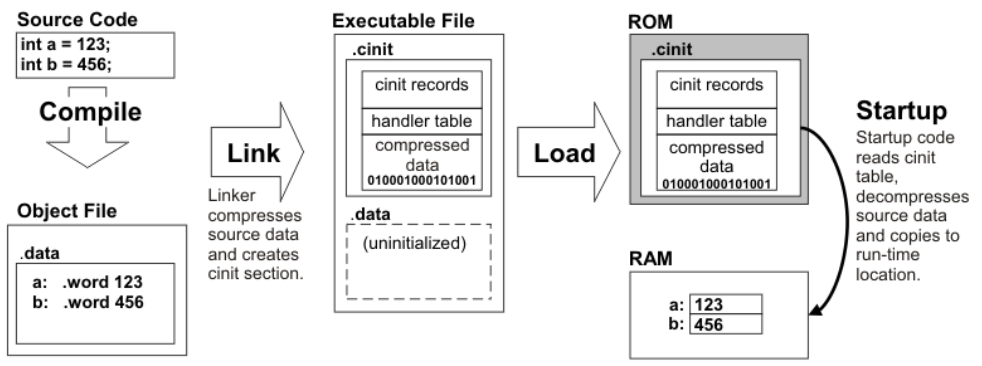 Source Code
int a = 123;
int b = 456;
Compile
Object File
.data
a: .word 123
b: .word 456
Link
Linker
compresses
source data
and creates
cinit section.
Executable File
.cinit
cinit records
handler table
compressed
data
010001000101001
.data
(uninitialized)
Load
ROM
.cinit
cinit records
handler table
compressed
data
010001000101001
Startup
Startup code
reads cinit
table,
decompresses
source data
and copies to
run-time
location.
RAM
a: 123
b: 456